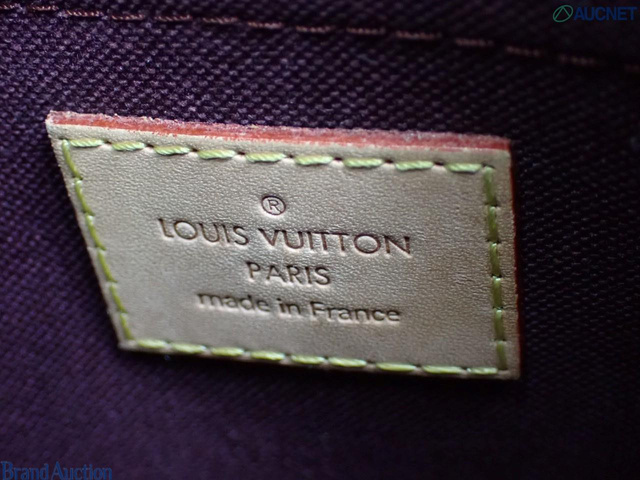 AUCNET
®
LOUIS VUITTON
PARIS
made in France
Brand Auction